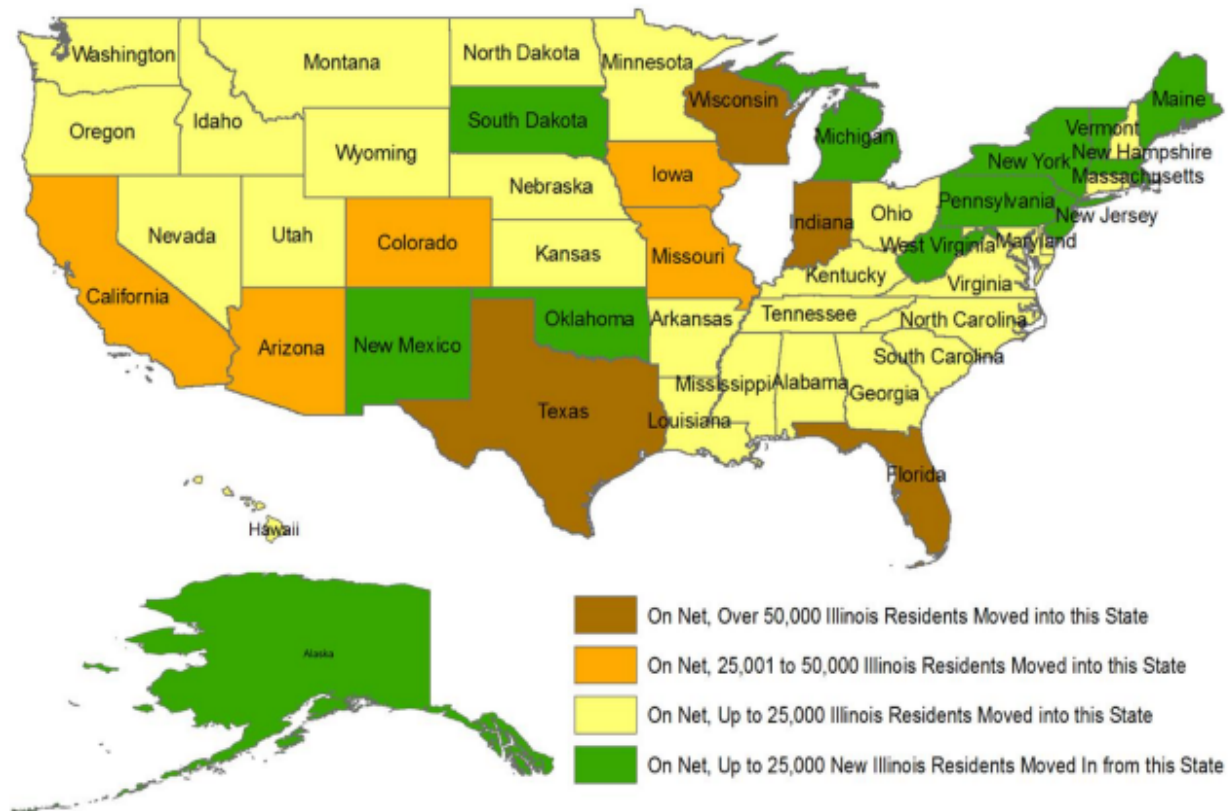 Washington
Montana
North Dakota
Minnesota
Oregon
Idaho
Wyoming
South Dakota
Wisconsin
Michigan
Maine
Vermont
New York
New Hampshire
Massachusetts
Nebraska
Iowa
Pennsylvania
New Jersey
Nevada
Utah
Colorado
Kansas
Missouri
Indiana
Ohio
West Virginia
Maryland
Kentucky
Virginia
California
Arizona
New Mexico
Oklahoma
Arkansas
Tennessee
North Carolina
South Carolina
Texas
Mississippi
Alabama
Georgia
Louisiana
Florida
Hawaii
Alaska
On Net, Over 50,000 Illinois Residents Moved into this State
On Net, 25,001 to 50,000 Illinois Residents Moved into this State
On Net, Up to 25,000 Illinois Residents Moved into this State
On Net, Up to 25,000 New Illinois Residents Moved In from this State